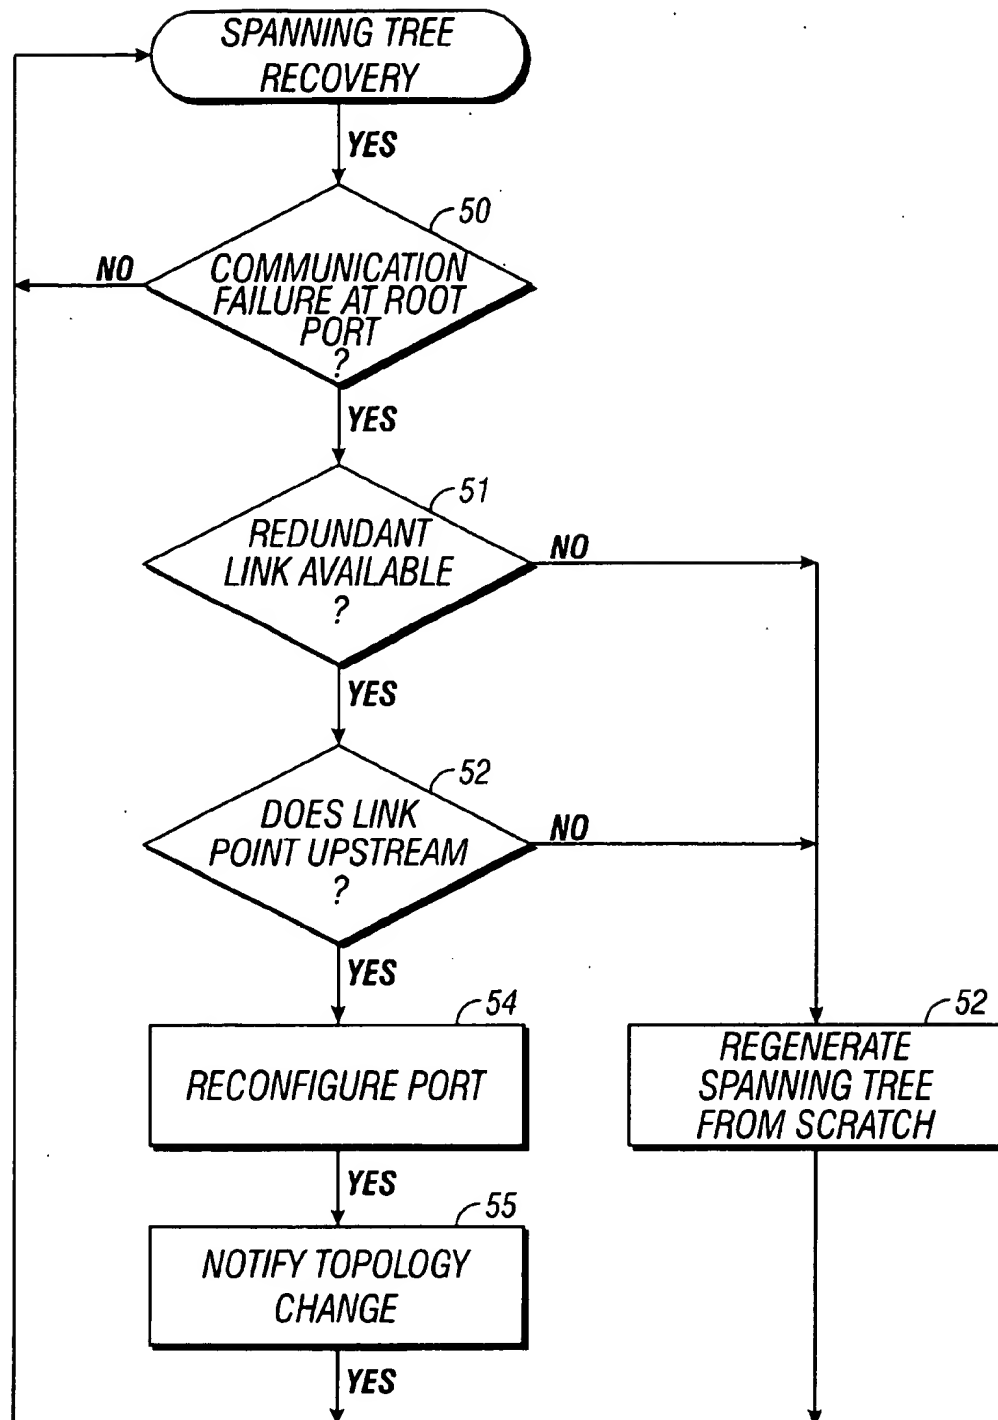 SPANNING TREE
RECOVERY
YES
50
NO
COMMUNICATION
FAILURE AT ROOT
PORT
?
YES
51
REDUNDANT
LINK AVAILABLE
?
NO
YES
52
DOES LINK
POINT UPSTREAM
?
NO
YES
54
RECONFIGURE PORT
52
REGENERATE
SPANNING TREE
FROM SCRATCH
YES
55
NOTIFY TOPOLOGY
CHANGE
YES